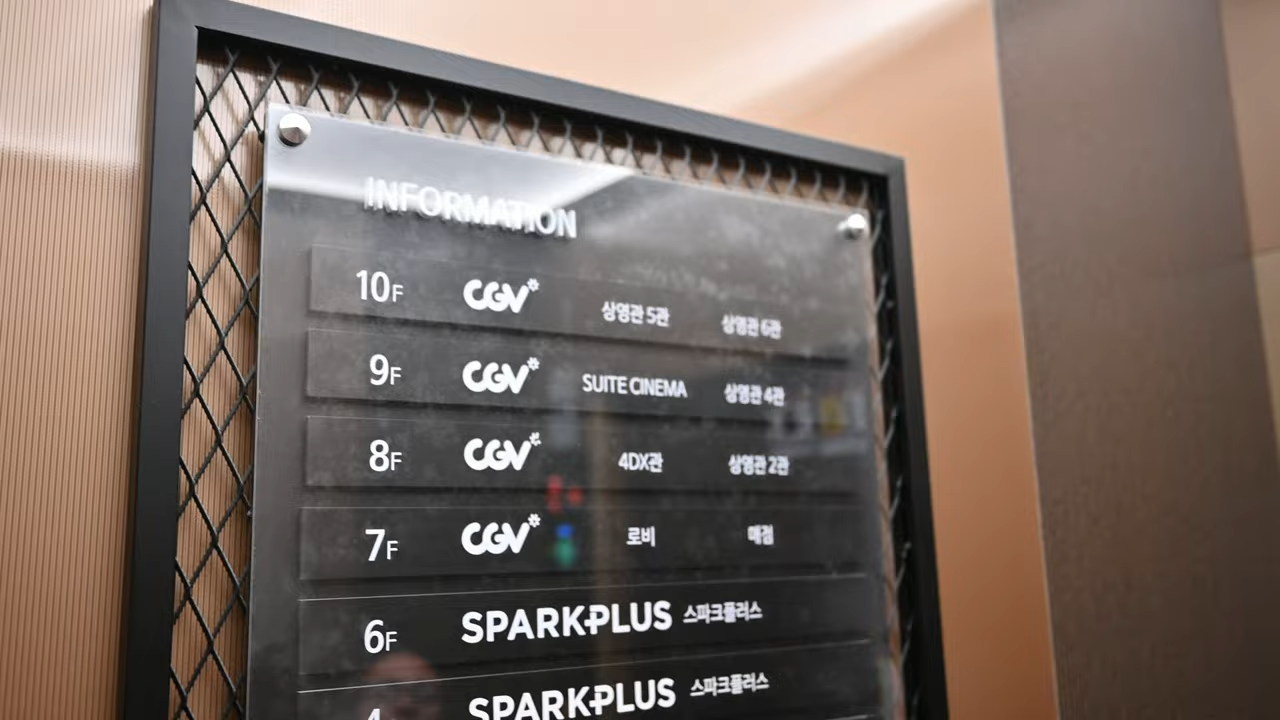 INFORMATION
10F CGV 상영관 5관 상영관 6관
9F CGV SUITE CINEMA 상영관 4관
8F CGV 4DX관 상영관 2관
7F CGV 로비 매점
6F SPARKPLUS 스파크플러스
SPARKPLUS 스파크플러스